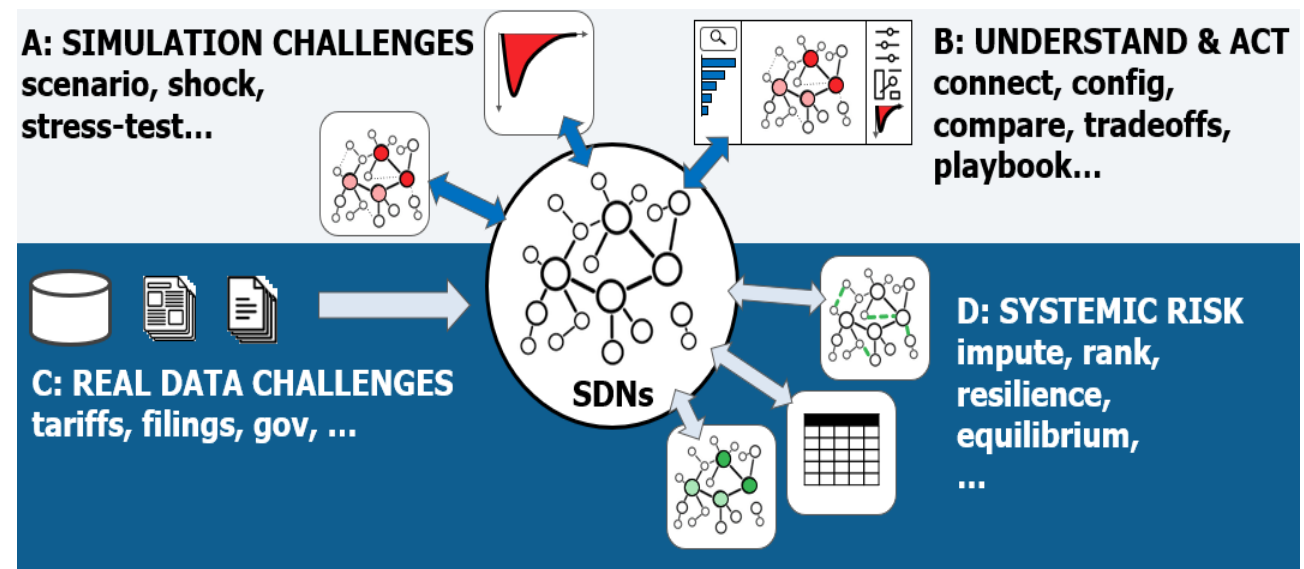 A: SIMULATION CHALLENGES
scenario, shock,
stress-test...
B: UNDERSTAND & ACT
connect, config,
compare, tradeoffs,
playbook...
C: REAL DATA CHALLENGES
tariffs, filings, gov, ...
SDNs
D: SYSTEMIC RISK
impute, rank,
resilience,
equilibrium,
...